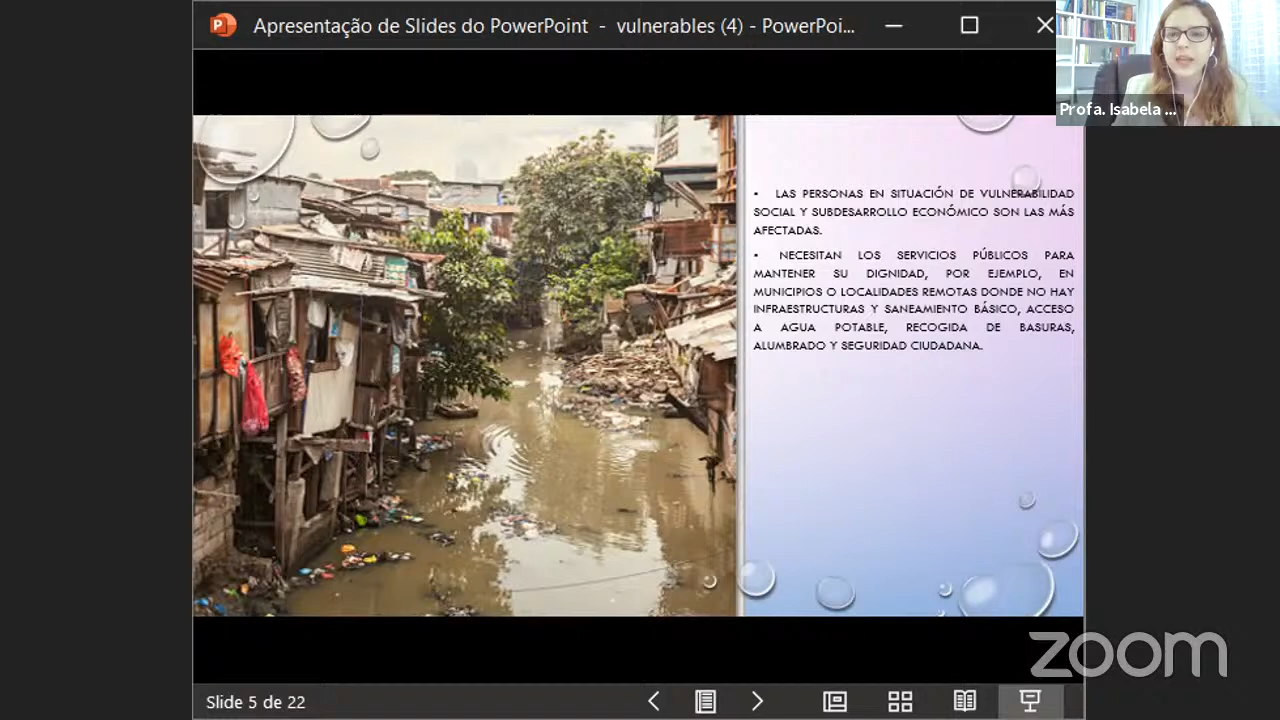 Apresentação de Slides do PowerPoint - vulnerables (4) - PowerPoi...
Profa. Isabela ...
• LAS PERSONAS EN SITUACIÓN DE VULNERABILIDAD
SOCIAL Y SUBDESARROLLO ECONÓMICO SON LAS MÁS
AFECTADAS.
• NECESITAN LOS SERVICIOS PÚBLICOS PARA
MANTENER SU DIGNIDAD, POR EJEMPLO, EN
MUNICIPIOS O LOCALIDADES REMOTAS DONDE NO HAY
INFRAESTRUCTURAS Y SANEAMIENTO BÁSICO, ACCESO
A AGUA POTABLE, RECOGIDA DE BASURAS,
ALUMBRADO Y SEGURIDAD CIUDADANA.
zoom
Slide 5 de 22